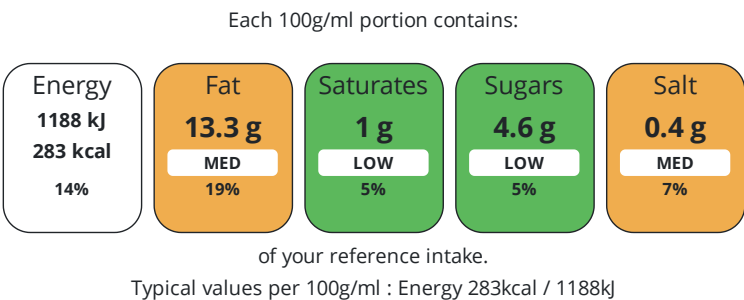 Each 100g/ml portion contains:
Energy
1188 kJ
283 kcal
14%
Fat
13.3 g
MED
19%
Saturates
1 g
LOW
5%
Sugars
4.6 g
LOW
5%
Salt
0.4 g
MED
7%
of your reference intake.
Typical values per 100g/ml : Energy 283kcal / 1188kJ